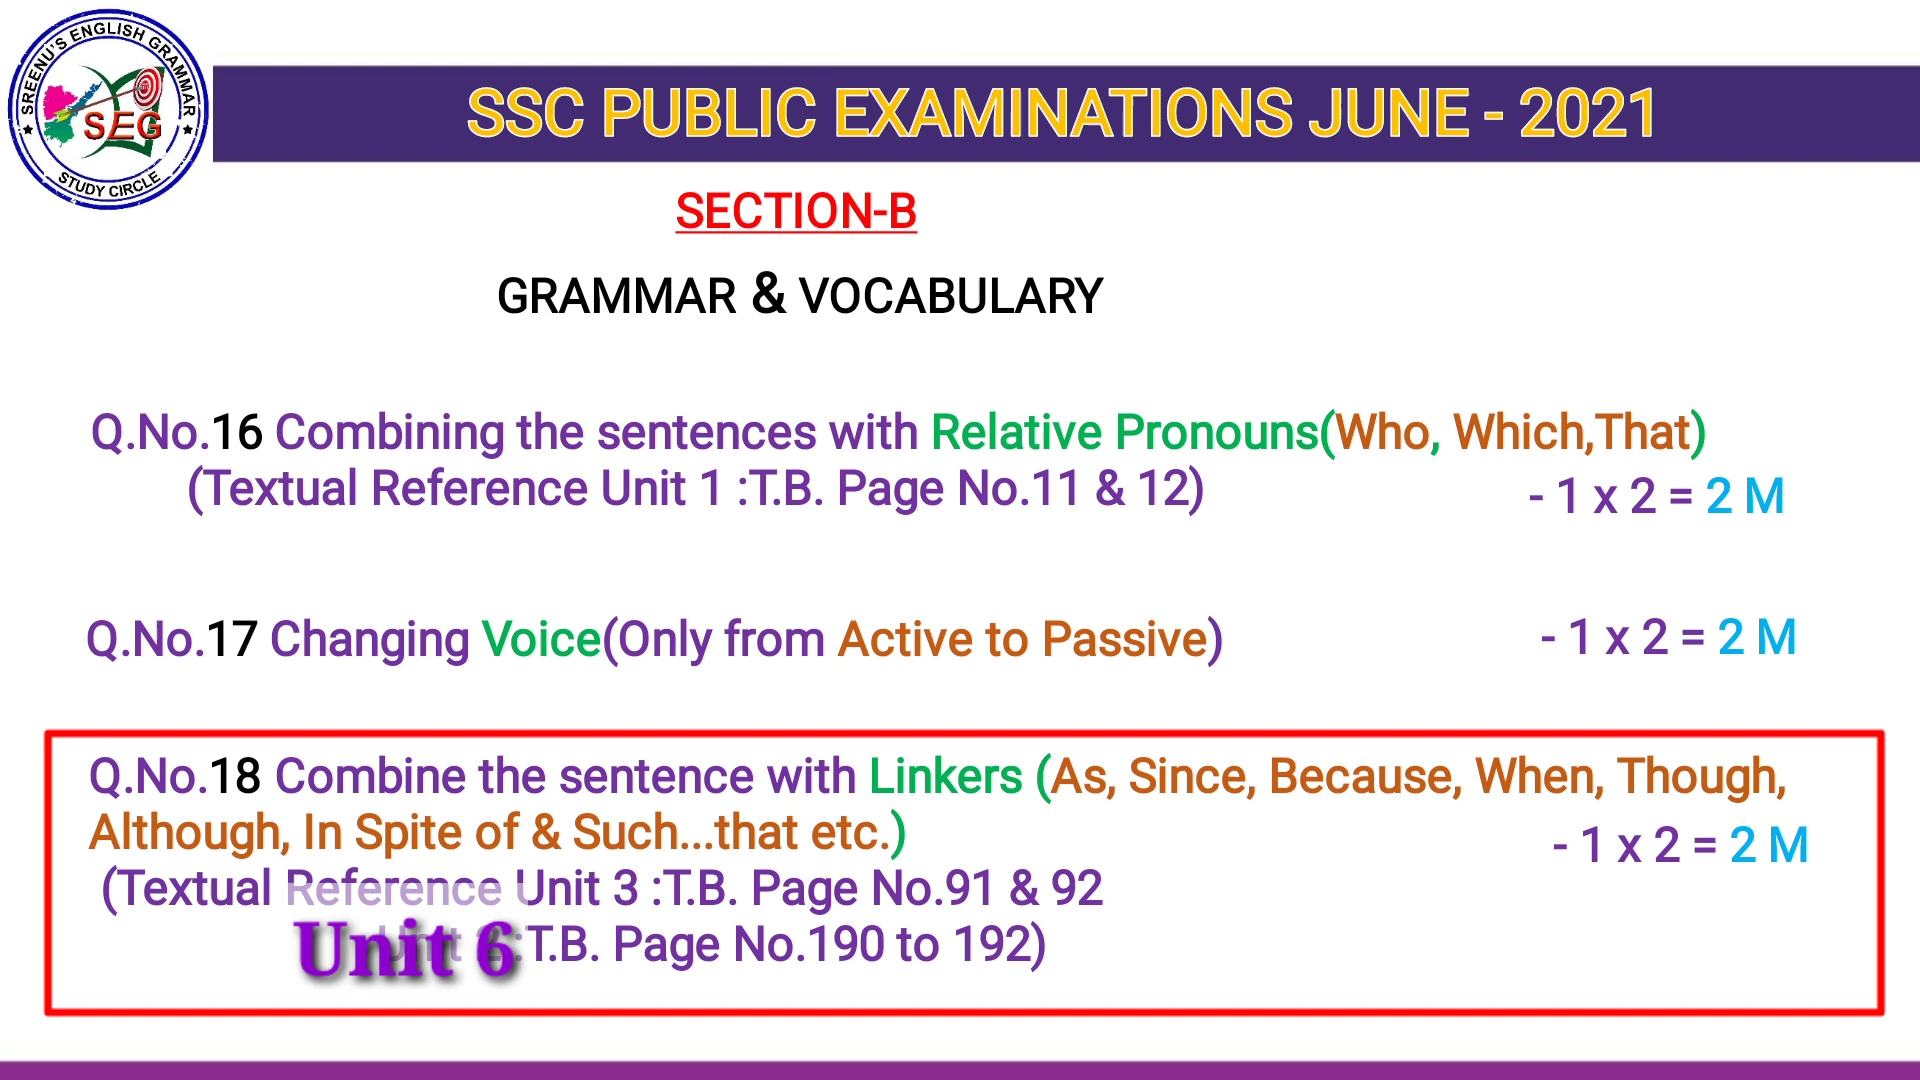 SREENU'S ENGLISH GRAMMAR
SEG
STUDY CIRCLE
SSC PUBLIC EXAMINATIONS JUNE - 2021
SECTION-B
GRAMMAR & VOCABULARY
Q.No.16 Combining the sentences with Relative Pronouns(Who, Which,That)
(Textual Reference Unit 1 :T.B. Page No.11 & 12) - 1 x 2 = 2 M
Q.No.17 Changing Voice(Only from Active to Passive) - 1 x 2 = 2 M
Q.No.18 Combine the sentence with Linkers (As, Since, Because, When, Though,
Although, In Spite of & Such...that etc.) - 1 x 2 = 2 M
(Textual Reference Unit 3 :T.B. Page No.91 & 92
Unit 6 :T.B. Page No.190 to 192)